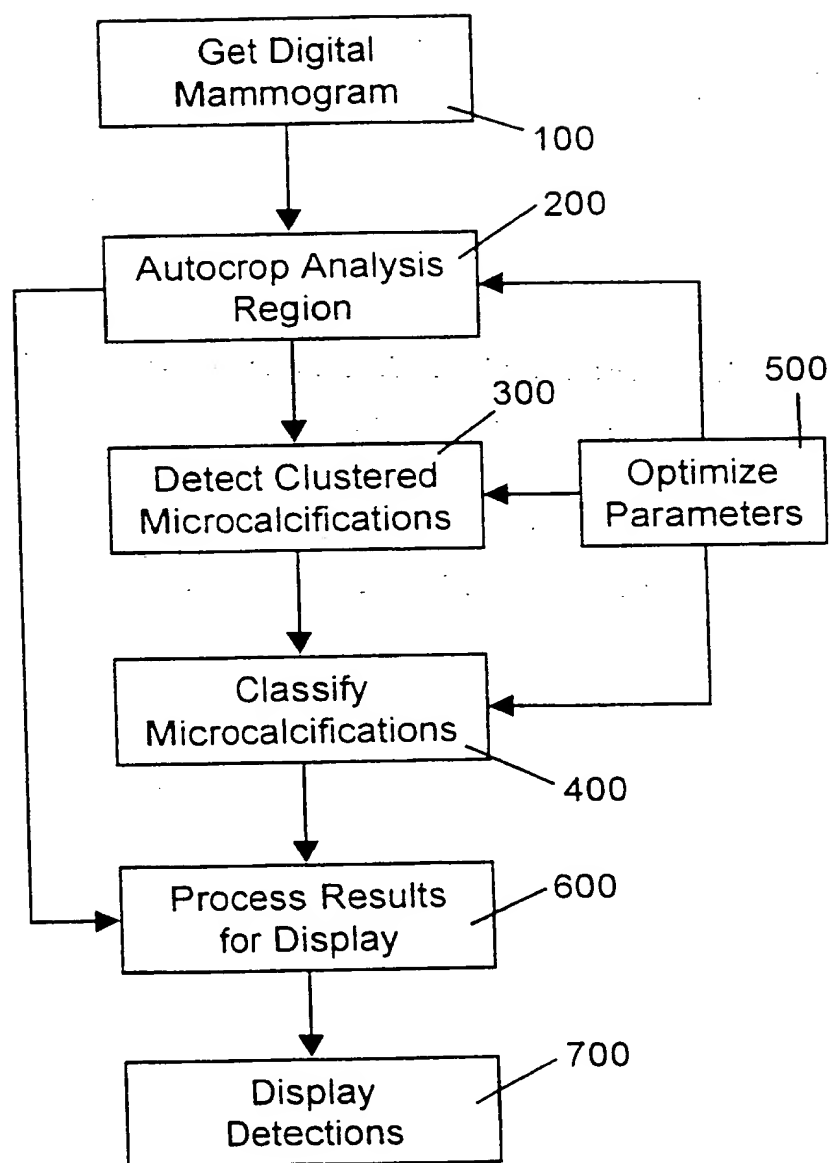 Get Digital
Mammogram
100
200
Autocrop Analysis
Region
500
300
Detect Clustered
Microcalcifications
Optimize
Parameters
Classify
Microcalcifications
400
Process Results
for Display
600
700
Display
Detections